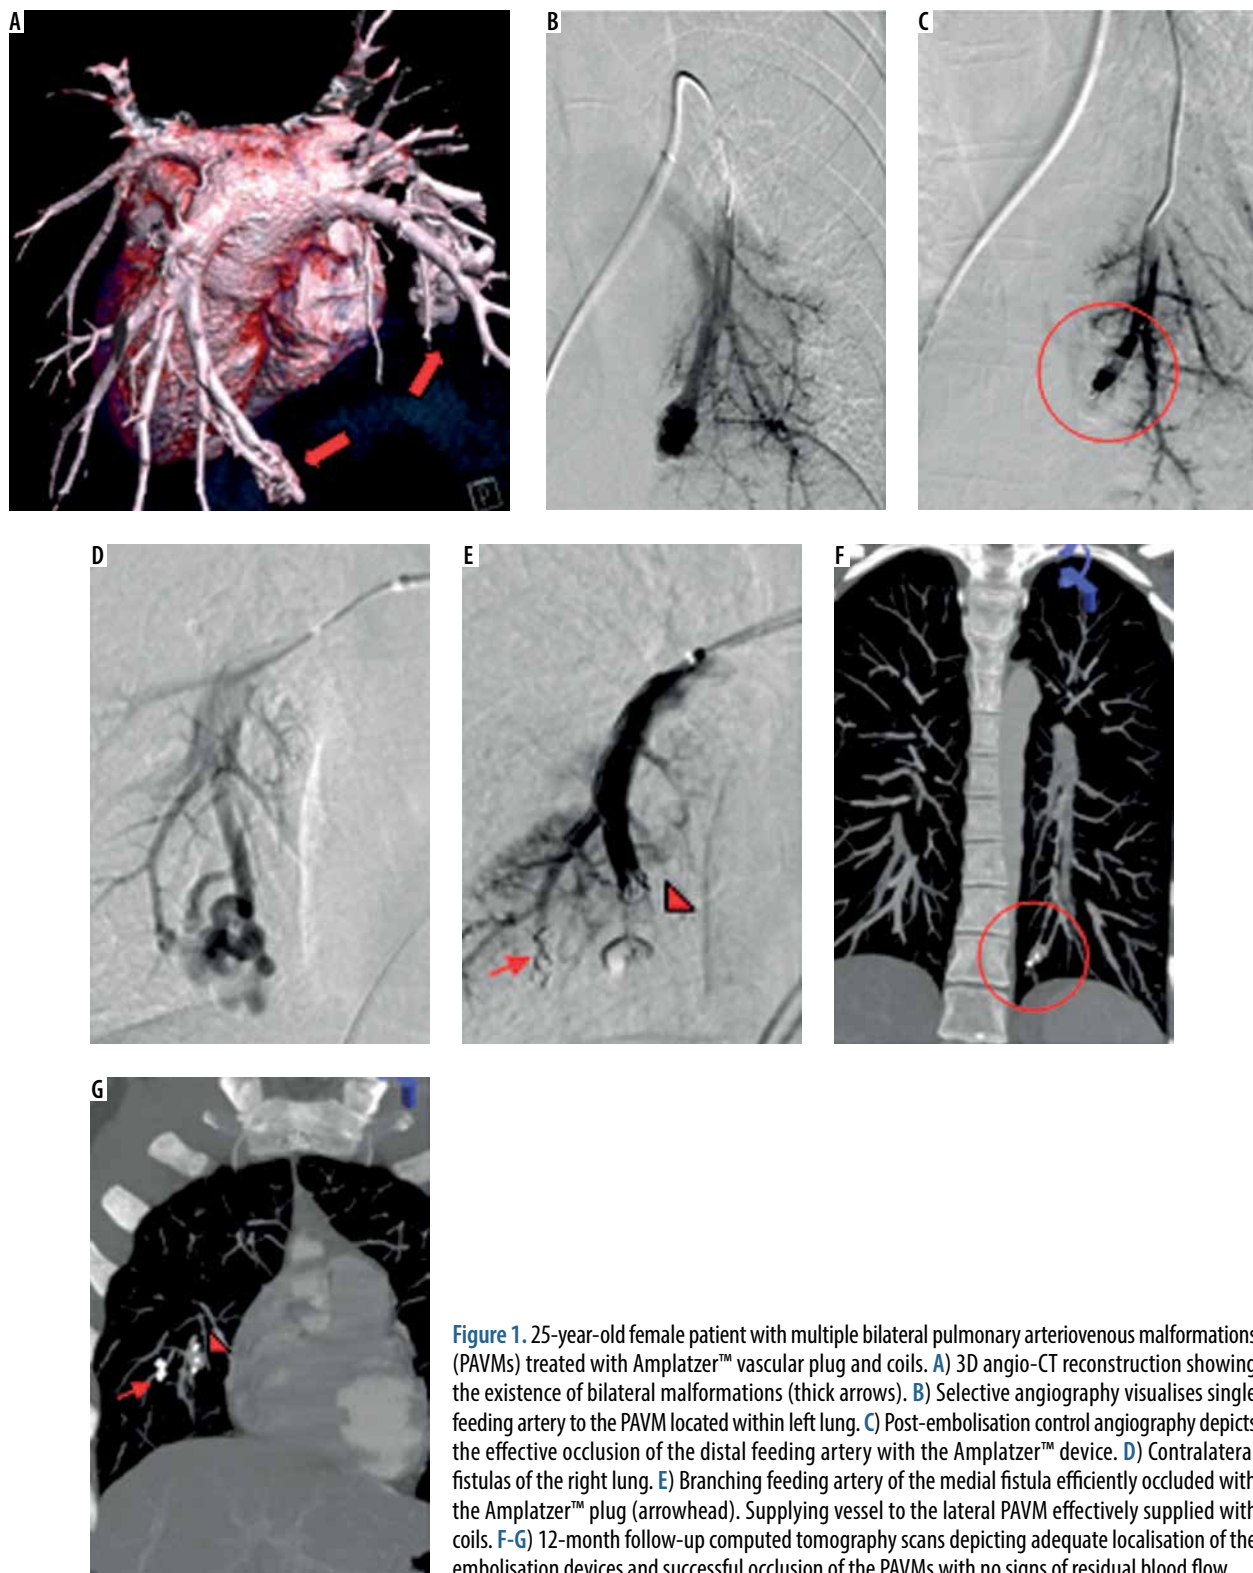 A
B
C
P
D
E
F
G
Figure 1. 25-year-old female patient with multiple bilateral pulmonary arteriovenous malformations
(PAVMs) treated with Amplatzer™ vascular plug and coils. A) 3D angio-CT reconstruction showing
the existence of bilateral malformations (thick arrows). B) Selective angiography visualises single
feeding artery to the PAVM located within left lung. C) Post-embolisation control angiography depicts
the effective occlusion of the distal feeding artery with the Amplatzer™ device. D) Contralatera
fistulas of the right lung. E) Branching feeding artery of the medial fistula efficiently occluded with
the Amplatzer™ plug (arrowhead). Supplying vessel to the lateral PAVM effectively supplied with
coils. F-G) 12-month follow-up computed tomography scans depicting adequate localisation of the
embolisation devices and successful occlusion of the PAVMs with no signs of residual blood flow